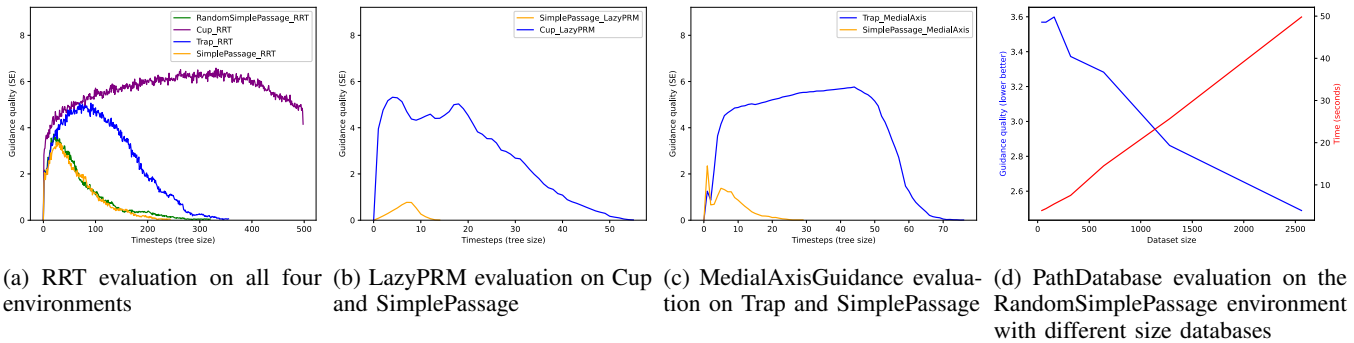 RandomSimplePassage_RRT
Cup_RRT
Trap_RRT
SimplePassage_RRT
Guidance quality (SE)
8
6
4
2
0
0 100 200 300 400 500
Timesteps (tree size)
SimplePassage_LazyPRM
Cup_LazyPRM
Guidance quality (SE)
8
6
4
2
0
0 10 20 30 40 50
Timesteps (tree size)
Trap_MedialAxis
SimplePassage_MedialAxis
Guidance quality (SE)
8
6
4
2
0
0 10 20 30 40 50 60 70
Timesteps (tree size)
Guidance quality (lower better)
3.6
3.4
3.2
3.0
2.8
2.6
0 500 1000 1500 2000 2500
Dataset size
50
40
30
20
10
Time (seconds)
(a) RRT evaluation on all four
environments
(b) LazyPRM evaluation on Cup
and SimplePassage
(c) MedialAxisGuidance evalua-
tion on Trap and SimplePassage
(d) PathDatabase evaluation on the
RandomSimplePassage environment
with different size databases